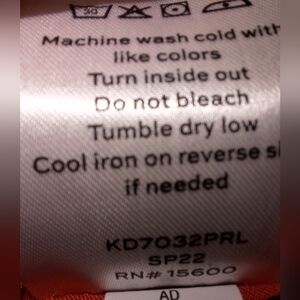 Machine wash cold with
like colors
Turn inside out
Do not bleach
Tumble dry low
Cool iron on reverse
if needed
KD7032PRL
SP22
RN# 15600
AD